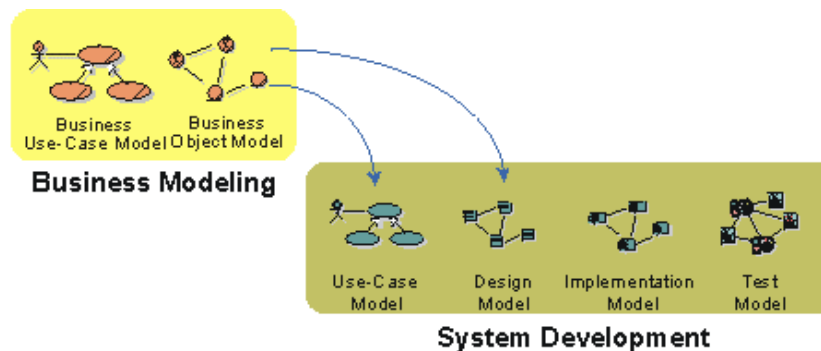 Business
Use-Case Model
Business
Object Model
Business Modeling
Use-Case
Model
Design
Model
Implementation
Model
Test
Model
System Development